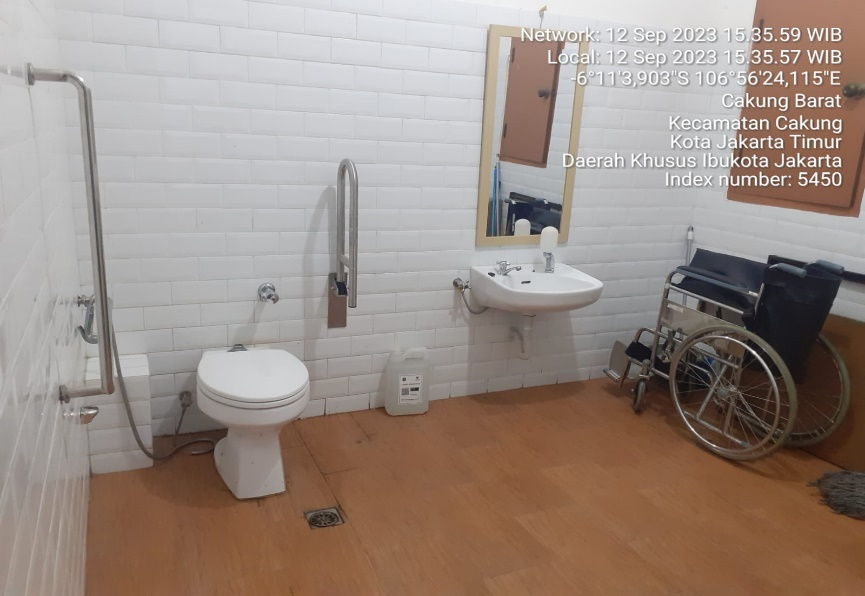 Network: 12 Sep 2023 15.35.59 WIB
Local: 12 Sep 2023 15.35.57 WIB
-6°11'3,903"S 106°56'24,115"E
Cakung Barat
Kecamatan Cakung
Kota Jakarta Timur
Daerah Khusus Ibukota Jakarta
Index number: 5450